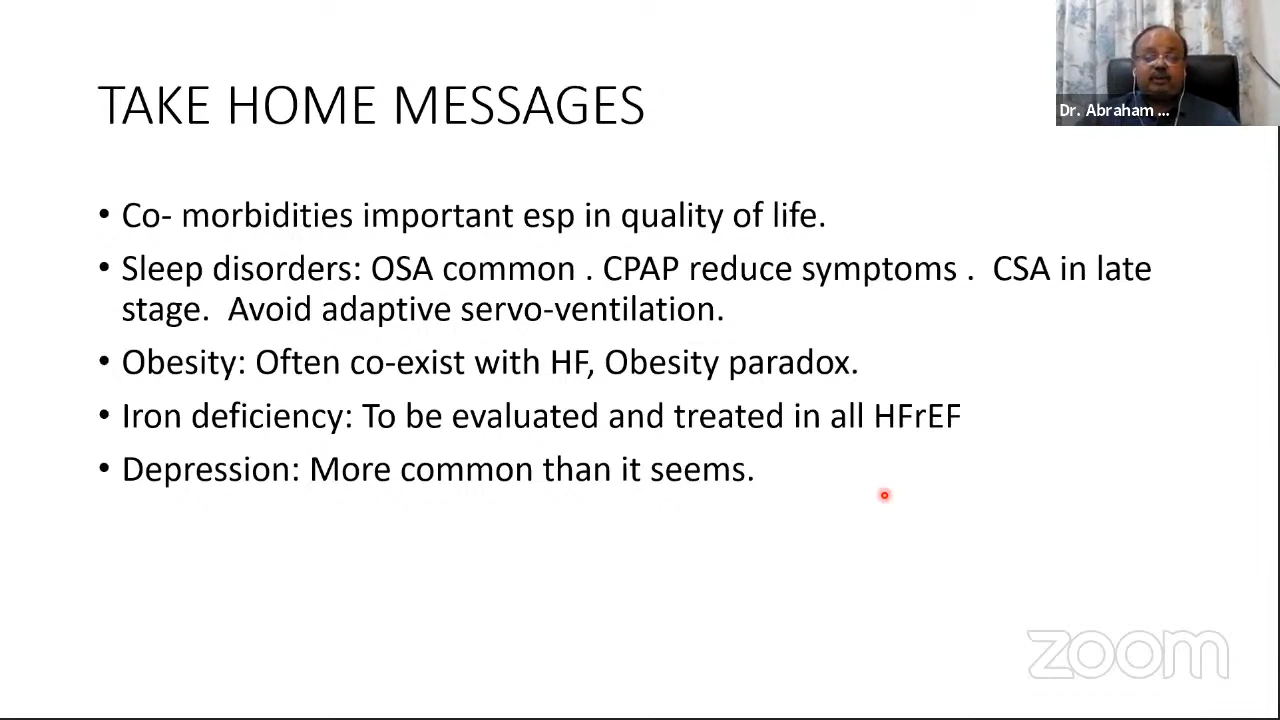 Dr. Abraham ...
TAKE HOME MESSAGES
• Co- morbidities important esp in quality of life.
• Sleep disorders: OSA common . CPAP reduce symptoms .  CSA in late
stage.  Avoid adaptive servo-ventilation.
• Obesity: Often co-exist with HF, Obesity paradox.
• Iron deficiency: To be evaluated and treated in all HFrEF
• Depression: More common than it seems.
zoom